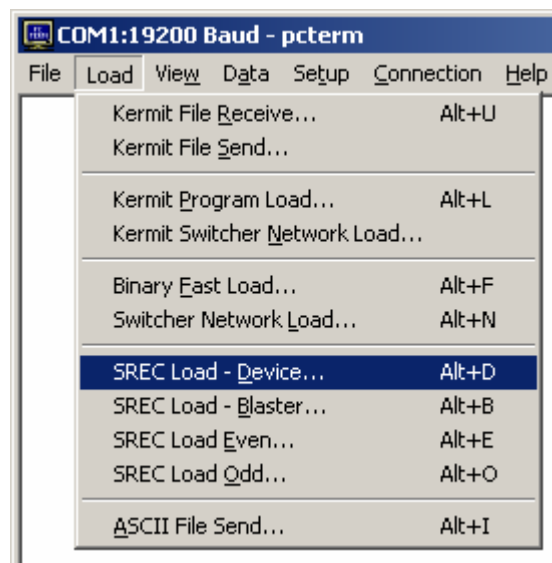 COM1:19200 Baud - pcterm
File Load View Data Setup Connection Help
Kermit File Receive... Alt+U
Kermit File Send...
Kermit Program Load... Alt+L
Kermit Switcher Network Load...
Binary Fast Load... Alt+F
Switcher Network Load... Alt+N
SREC Load - Device... Alt+D
SREC Load - Blaster... Alt+B
SREC Load Even... Alt+E
SREC Load Odd... Alt+O
ASCII File Send... Alt+I